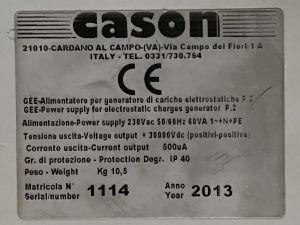 cason
21010-CARDANO AL CAMPO-(VA)-Via Campo dei Fiori 1 A
ITALY - TEL. 0331/730.754
CE
GEE-Alimentatore per generatore di cariche elettrostatiche P.2
GEE-Power supply for electrostatic charges generator P.2
Alimentazione-Power supply 230Vac 50/60Hz 60VA 1~+N+PE
Tensione uscita-Voltage output + 30000Vdc (positivi-positive)
Corrente uscita-Current output 500uA
Gr. di protezione - Protection Degr. IP 40
Peso - Weight Kg 10,5
Matricola N° 1114 Anno 2013
Serial/number Year